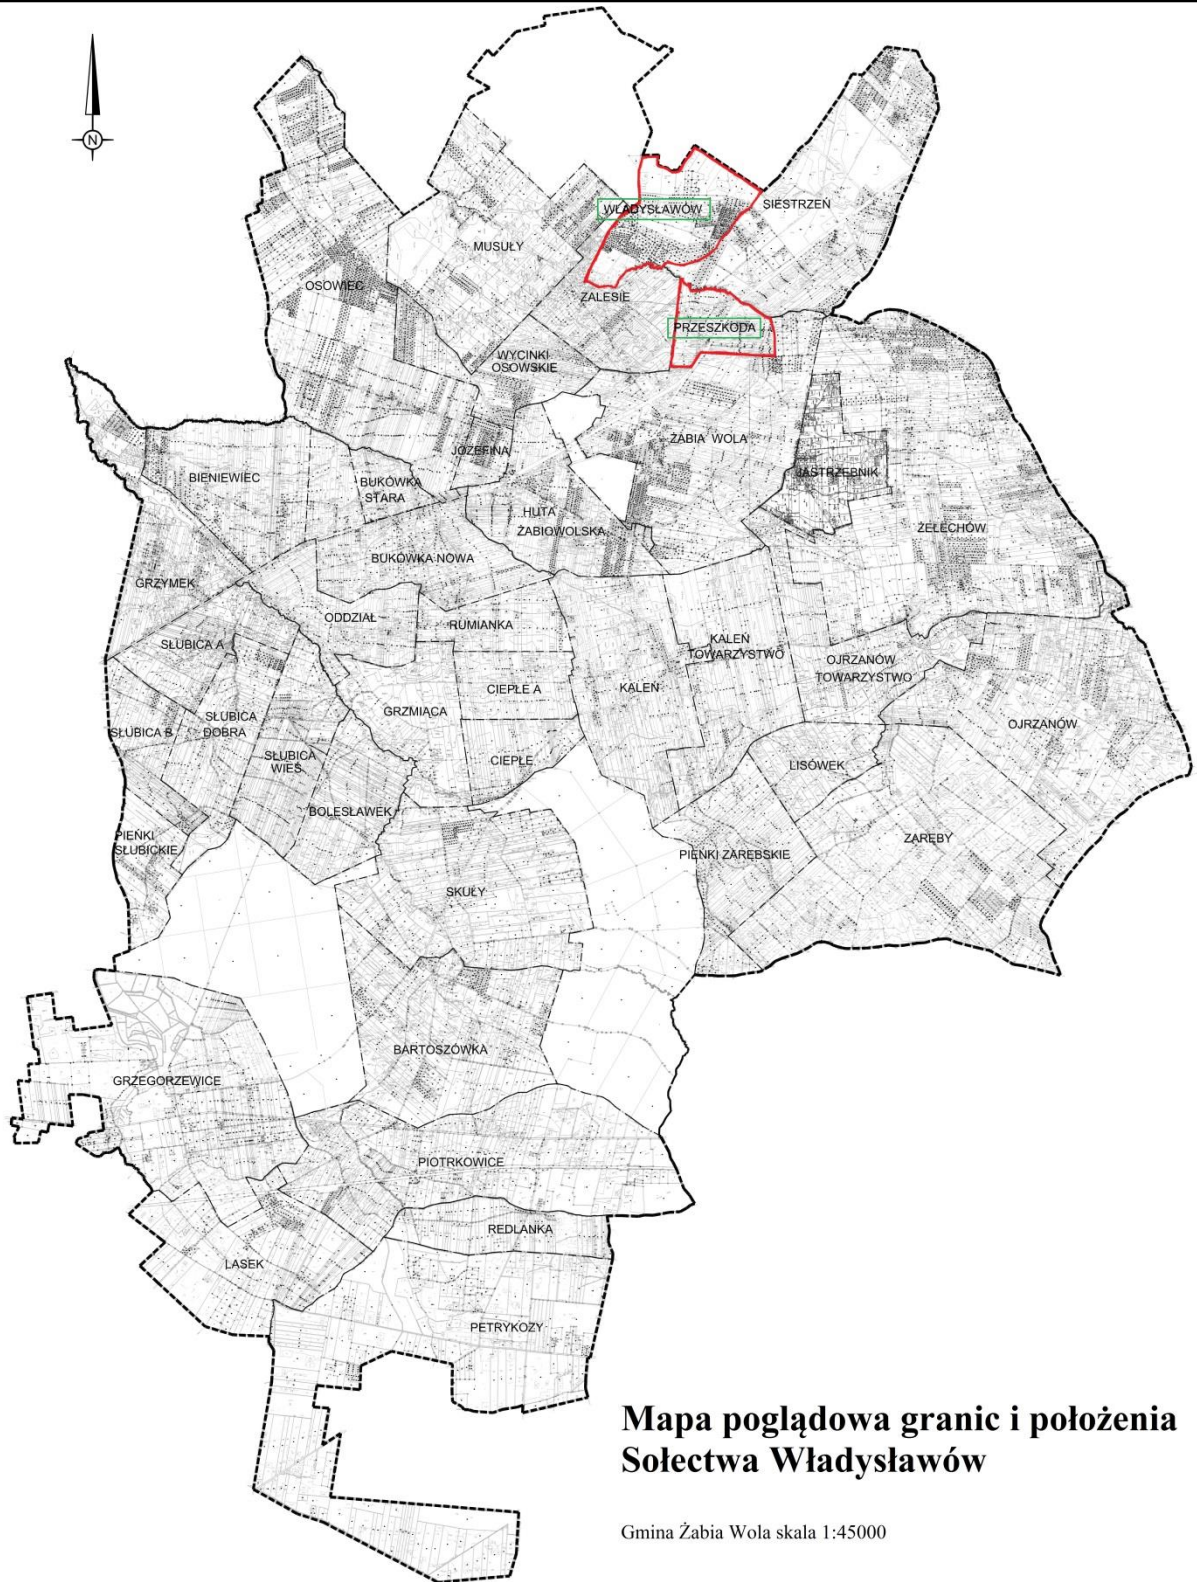 N
WŁADYSŁAWÓW
SIESTRZEŃ
MUSUŁY
OSOWIEC
ZALESIE
PRZESZKODA
WYCINKI
OSOWSKIE
ŻABIA WOLA
JÓZEFINA
JASTRZĘBNIK
BIENIEWIEC
BUKÓWKA
STARA
HUTA
ŻABIOWOLSKA
ŻELECHÓW
BUKÓWKA NOWA
GRZYMEK
ODDZIAŁ
RUMIANKA
SŁUBICA A
KALEŃ
TOWARZYSTWO
OJRZANÓW
TOWARZYSTWO
CIEPŁE A
KALEŃ
GRZMIĄCA
SŁUBICA
DOBRA
SŁUBICA B
OJRZANÓW
SŁUBICA
WIEŚ
CIEPŁE
LISÓWEK
BOLESŁAWEK
PIEŃKI
SŁUBICKIE
ZARĘBY
PIEŃKI ZARĘBSKIE
SKUŁY
BARTOSZÓWKA
GRZEGORZEWICE
PIOTRKOWICE
REDLANKA
LASEK
PETRYKOZY
Mapa poglądowa granic i położenia
Sołectwa Władysławów
Gmina Żabia Wola skala 1:45000